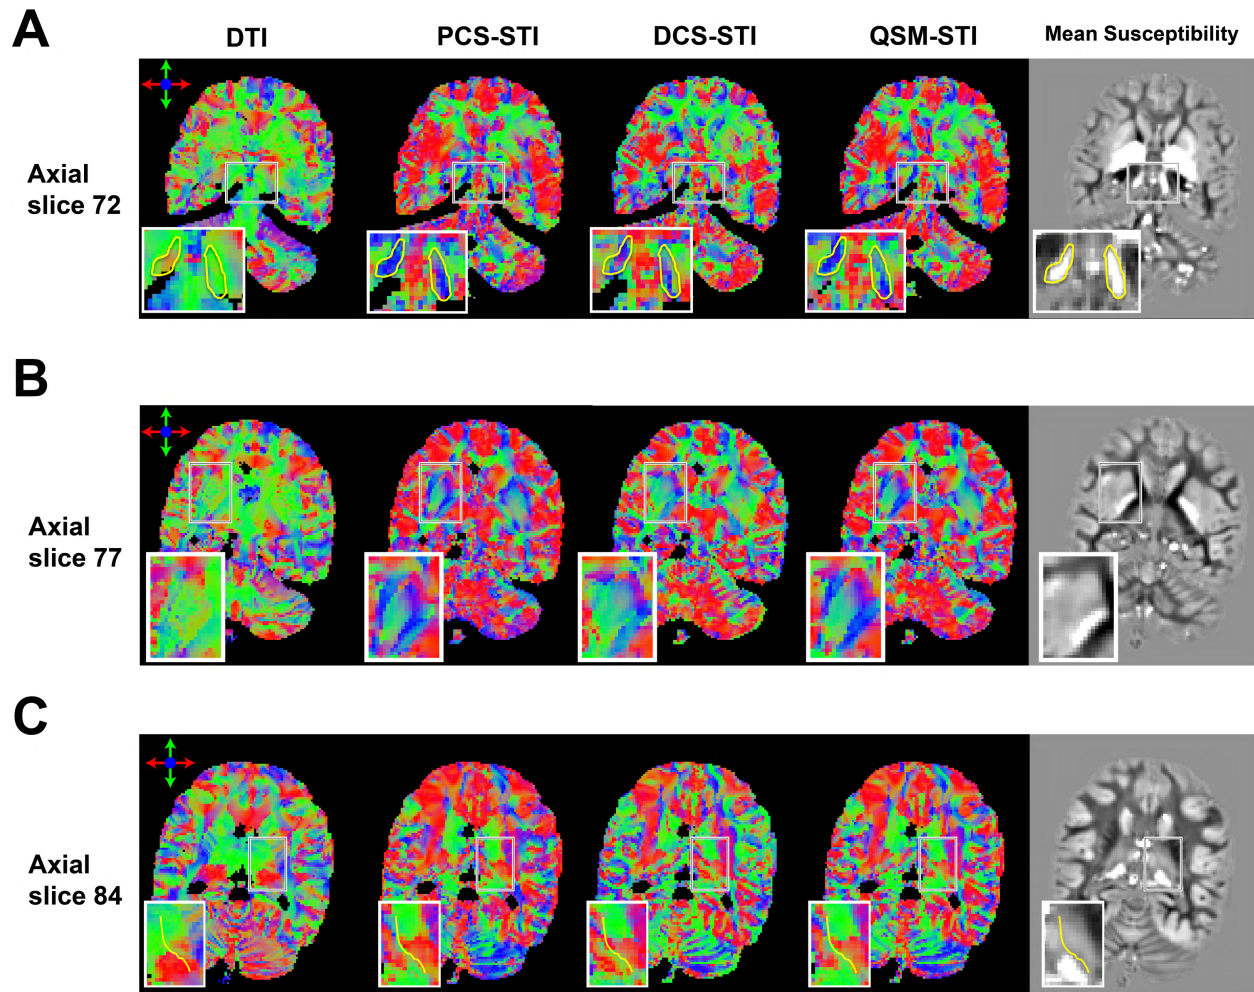 A
DTI
PCS-STI
DCS-STI
QSM-STI
Mean Susceptibility
Axial
slice 72
B
Axial
slice 77
C
Axial
slice 84